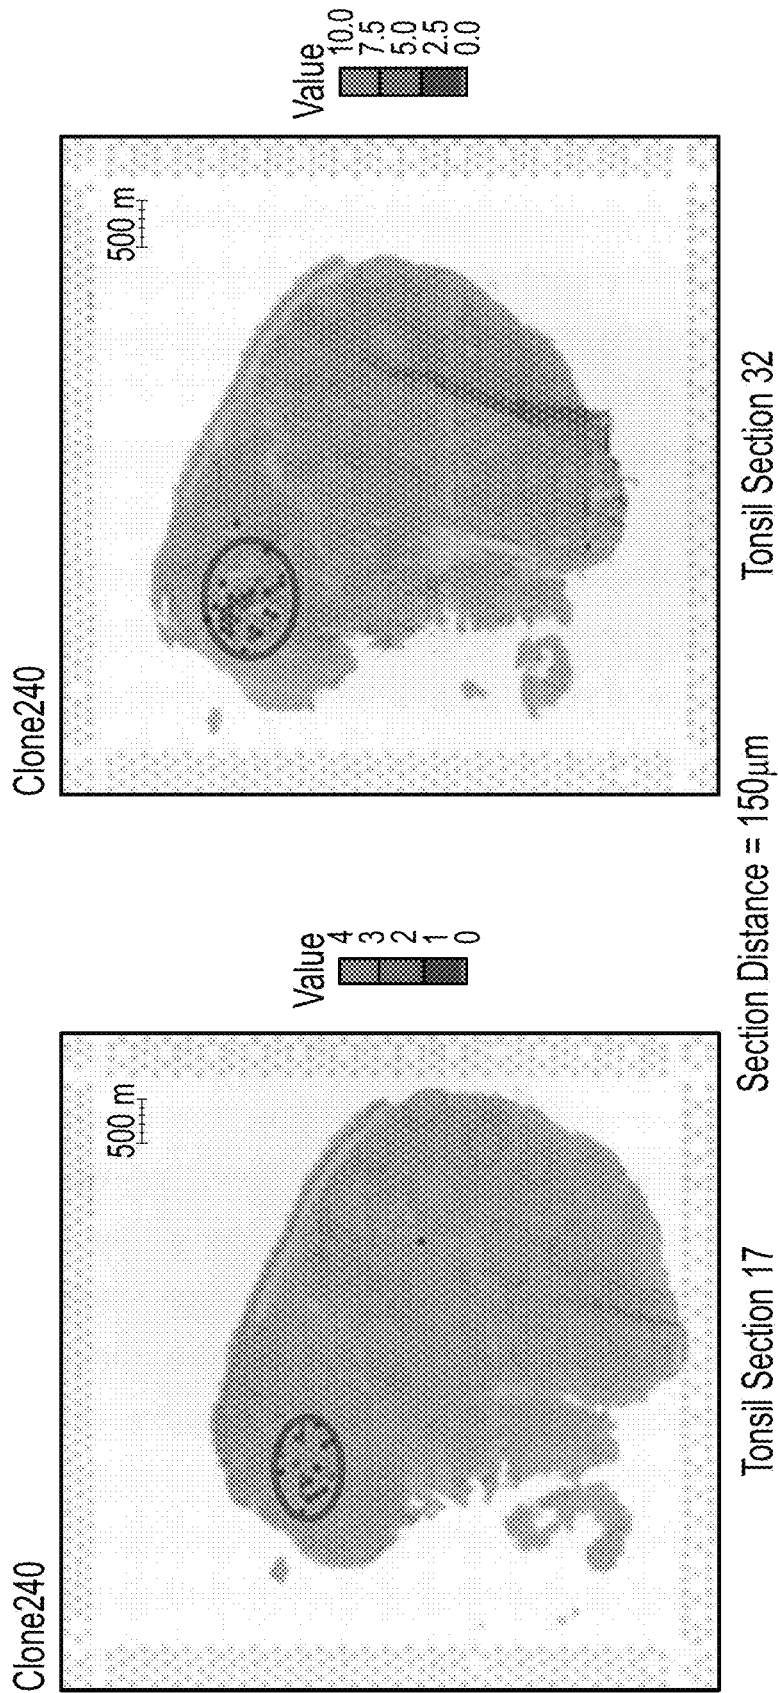 Clone240
500 m
Value
4
3
2
1
0
Tonsil Section 17
Clone240
500 m
Value
10.0
7.5
5.0
2.5
0.0
Tonsil Section 32
Section Distance = 150µm